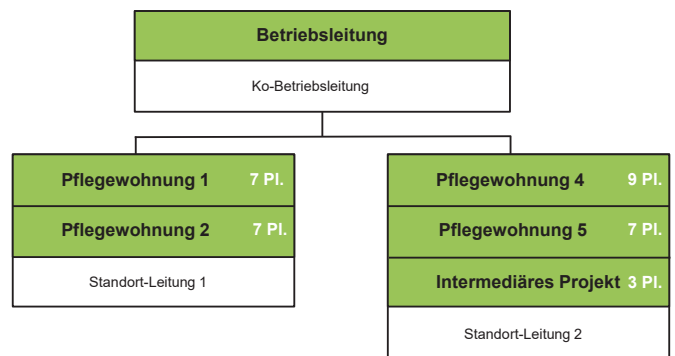 Betriebsleitung
Ko-Betriebsleitung
Pflegewohnung 1 7 Pl.
Pflegewohnung 2 7 Pl.
Standort-Leitung 1
Pflegewohnung 4 9 Pl.
Pflegewohnung 5 7 Pl.
Intermediäres Projekt 3 Pl.
Standort-Leitung 2